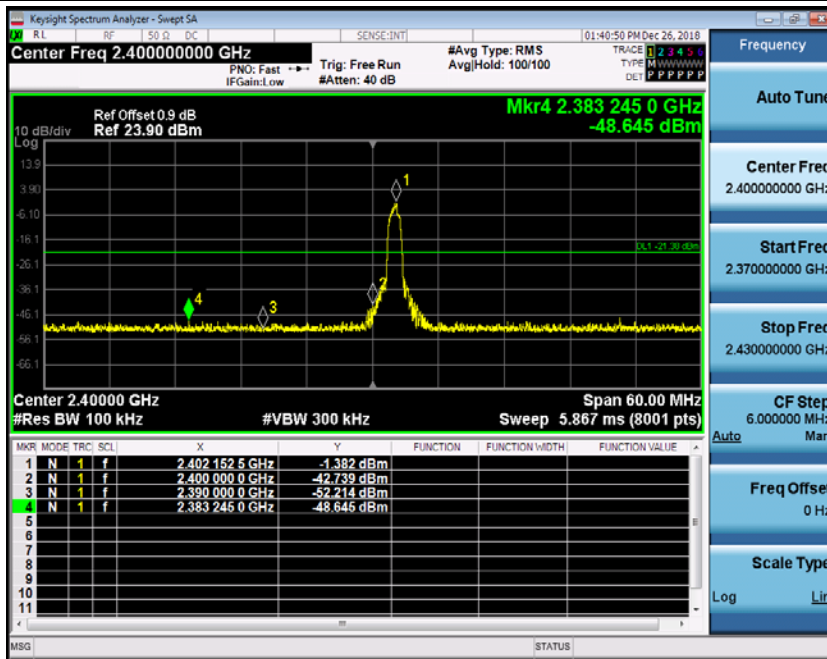 Keysight Spectrum Analyzer - Swept SA
RL RF 50 Ω DC SENSE:INT 01:40:50 PM Dec 26, 2018
Center Freq 2.400000000 GHz
PNO: Fast
IFGain:Low
Trig: Free Run
#Atten: 40 dB
#Avg Type: RMS
Avg|Hold: 100/100
TRACE 1 2 3 4 5 6
TYPE M W W W W W
DET P P P P P P
Mkr4 2.383 245 0 GHz
-48.645 dBm
Ref Offset 0.9 dB
10 dB/div Ref 23.90 dBm
Log
13.9
3.90
-6.10
-16.1
-26.1
-36.1
-46.1
-56.1
-66.1
1
2
3
4
DL1 -21.38 dBm
Center 2.40000 GHz Span 60.00 MHz
#Res BW 100 kHz #VBW 300 kHz Sweep 5.867 ms (8001 pts)
MKR MODE TRC SCL X Y FUNCTION FUNCTION WIDTH FUNCTION VALUE
1 N 1 f 2.402 152 5 GHz -1.382 dBm
2 N 1 f 2.400 000 0 GHz -42.739 dBm
3 N 1 f 2.390 000 0 GHz -52.214 dBm
4 N 1 f 2.383 245 0 GHz -48.645 dBm
5
6
7
8
9
10
11
MSG STATUS
Frequency
Auto Tune
Center Freq
2.400000000 GHz
Start Freq
2.370000000 GHz
Stop Freq
2.430000000 GHz
CF Step
6.000000 MHz
Auto Man
Freq Offset
0 Hz
Scale Type
Log Lin